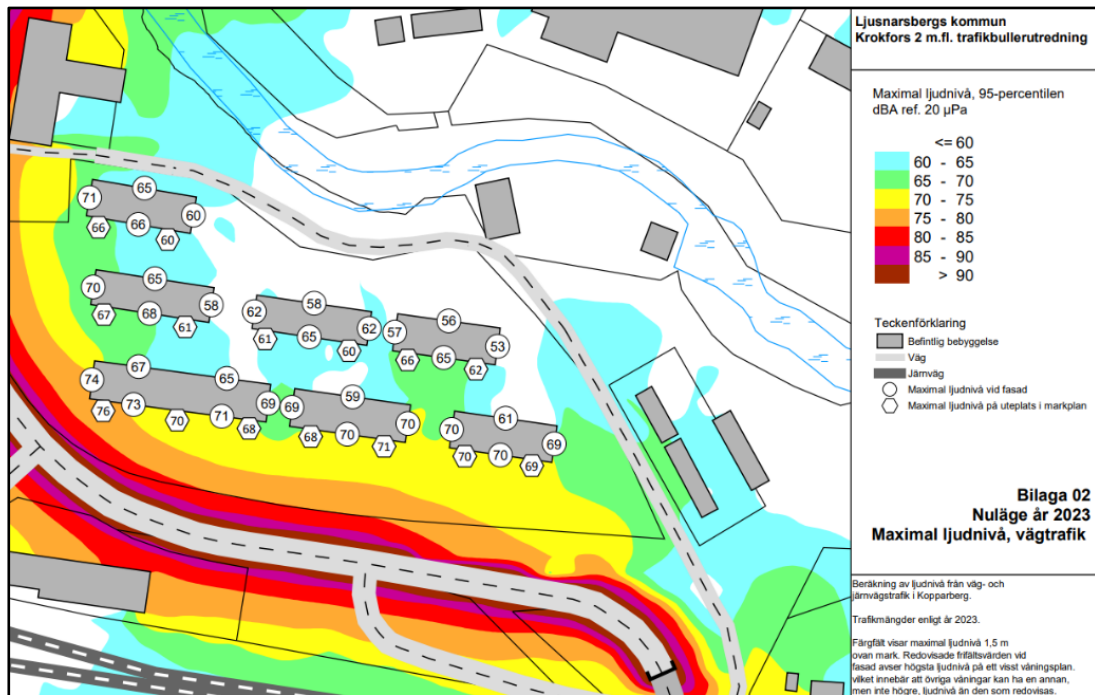 Ljusnarsbergs kommun
Krokfors 2 m.fl. trafikbullerutredning
Maximal ljudnivå, 95-percentilen
dBA ref. 20 µPa
<= 60
60 - 65
65 - 70
70 - 75
75 - 80
80 - 85
85 - 90
> 90
Teckenförklaring
Befintlig bebyggelse
Väg
Järnväg
Maximal ljudnivå vid fasad
Maximal ljudnivå på uteplats i markplan
Bilaga 02
Nuläge år 2023
Maximal ljudnivå, vägtrafik
Beräkning av ljudnivå från väg- och
järnvägstrafik i Kopparberg.
Trafikmängder enligt år 2023.
Färgfält visar maximal ljudnivå 1,5 m
ovan mark. Redovisade frifältsvärden vid
fasad avser högsta ljudnivå på ett visst våningsplan.
vilket innebär att övriga våningar kan ha en annan,
men inte högre, ljudnivå än den som redovisas.
71 65 60
66 66 60
70 65 58
67 68 61
62 58 62
61 65 60
57 56 53
66 65 62
74 67 65 69
76 73 70 71 68
69 59 70
68 70 71
70 61 69
70 70 69